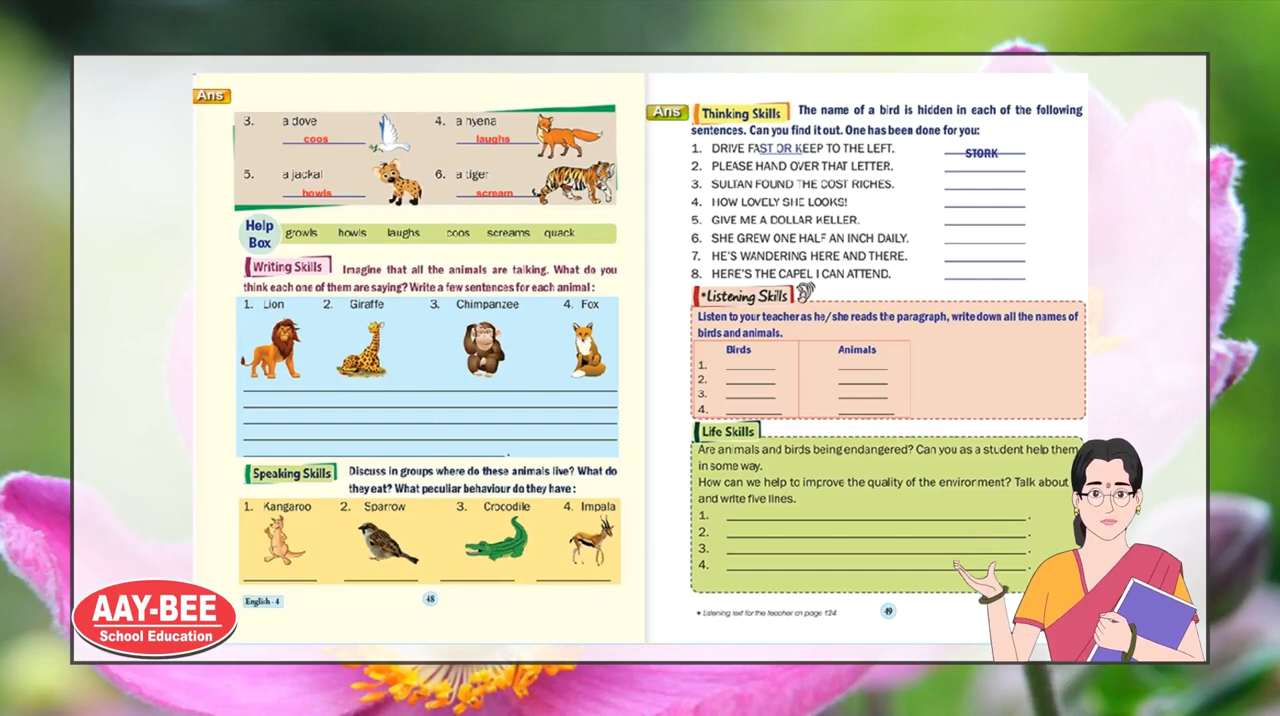 Ans
3. a dove
coos
4. a hyena
laughs
5. a jackal
howls
6. a tiger
scream
Help Box
growls howls laughs coos screams quack
Writing Skills Imagine that all the animals are talking. What do you
think each one of them are saying? Write a few sentences for each animal :
1. Lion 2. Giraffe 3. Chimpanzee 4. Fox
Speaking Skills Discuss in groups where do these animals live? What do
they eat? What peculiar behaviour do they have :
1. Kangaroo 2. Sparrow 3. Crocodile 4. Impala
English - 4
48
AAY-BEE
School Education
Ans
Thinking Skills The name of a bird is hidden in each of the following
sentences. Can you find it out. One has been done for you:
1. DRIVE FAST OR KEEP TO THE LEFT. STORK
2. PLEASE HAND OVER THAT LETTER.
3. SULTAN FOUND THE COST RICHES.
4. HOW LOVELY SHE LOOKS!
5. GIVE ME A DOLLAR KELLER.
6. SHE GREW ONE HALF AN INCH DAILY.
7. HE'S WANDERING HERE AND THERE.
8. HERE'S THE CAPEL I CAN ATTEND.
*Listening Skills
Listen to your teacher as he/she reads the paragraph, write down all the names of
birds and animals.
Birds Animals
1.
2.
3.
4.
Life Skills
Are animals and birds being endangered? Can you as a student help them
in some way.
How can we help to improve the quality of the environment? Talk about
and write five lines.
1.
2.
3.
4.
* Listening text for the teacher on page 124
49